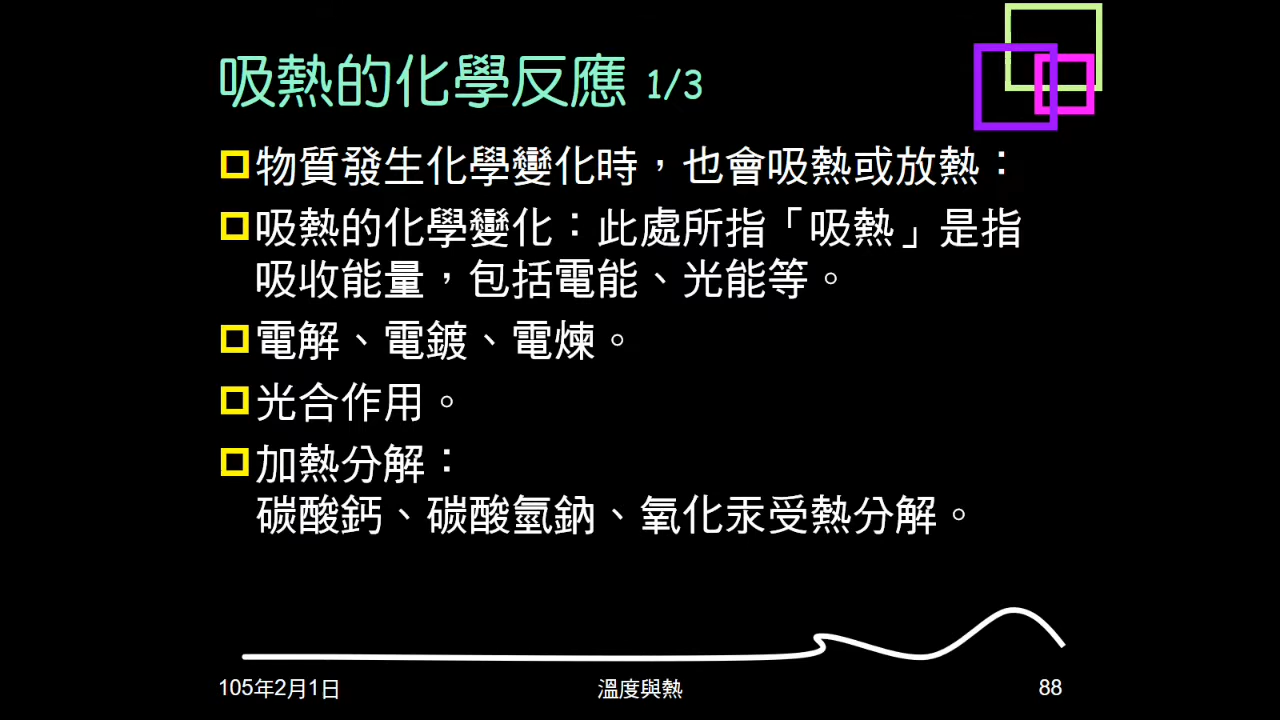 吸熱的化學反應 1/3
物質發生化學變化時，也會吸熱或放熱：
吸熱的化學變化：此處所指「吸熱」是指
吸收能量，包括電能、光能等。
電解、電鍍、電煉。
光合作用。
加熱分解：
碳酸鈣、碳酸氫鈉、氧化汞受熱分解。
105年2月1日
溫度與熱
88